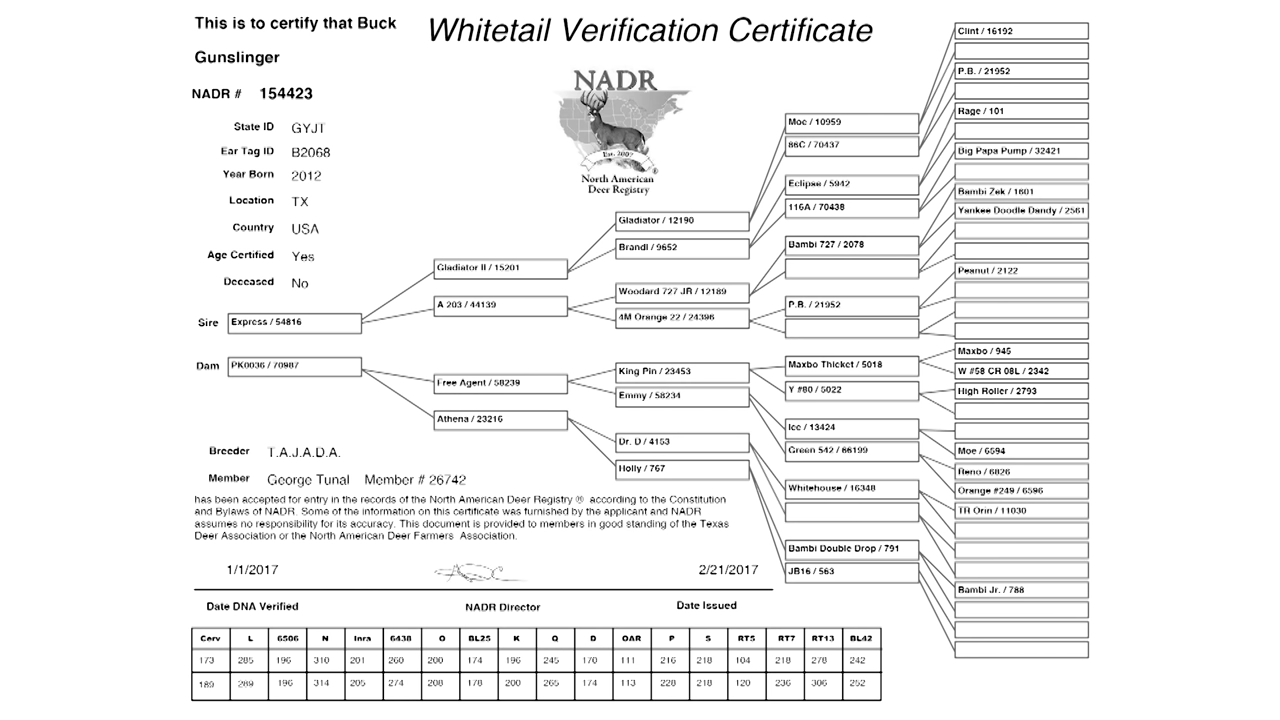 This is to certify that Buck
Gunslinger
Whitetail Verification Certificate
NADR # 154423
State ID GYJT
Ear Tag ID B2068
Year Born 2012
Location TX
Country USA
Age Certified Yes
Deceased No
NADR
Est. 2007
®
North American
Deer Registry
Sire Express / 54816
Dam PK0036 / 70987
Gladiator II / 15201
A 203 / 44139
Free Agent / 58239
Athena / 23216
Gladiator / 12190
Brandi / 9652
Woodard 727 JR / 12189
4M Orange 22 / 24396
King Pin / 23453
Emmy / 58234
Dr. D / 4153
Holly / 767
Moc / 10959
86C / 70437
Eclipse / 5942
116A / 70438
Bambi 727 / 2078
P.B. / 21952
Maxbo Thicket / 5018
Y #80 / 5022
Ice / 13424
Green 542 / 66199
Whitehouse / 16348
Bambi Double Drop / 791
JB16 / 563
Clint / 16192
P.B. / 21952
Rage / 101
Big Papa Pump / 32421
Bambi Zek / 1601
Yankee Doodle Dandy / 2561
Peanut / 2122
Maxbo / 945
W #58 CR 08L / 2342
High Roller / 2793
Moe / 6594
Reno / 6826
Orange #249 / 6596
TR Orin / 11030
Bambi Jr. / 788
Breeder T.A.J.A.D.A.
Member George Tunal Member # 26742
has been accepted for entry in the records of the North American Deer Registry ® according to the Constitution
and Bylaws of NADR. Some of the information on this certificate was furnished by the applicant and NADR
assumes no responsibility for its accuracy. This document is provided to members in good standing of the Texas
Deer Association or the North American Deer Farmers Association.
1/1/2017 2/21/2017
Date DNA Verified NADR Director Date Issued
Cerv L 6506 N Inra 6438 O BL25 K Q D OAR P S RT5 RT7 RT13 BL42
173 285 196 310 201 260 200 174 196 245 170 111 216 218 104 218 278 242
189 289 196 314 205 274 208 178 200 265 174 113 228 218 120 236 306 252